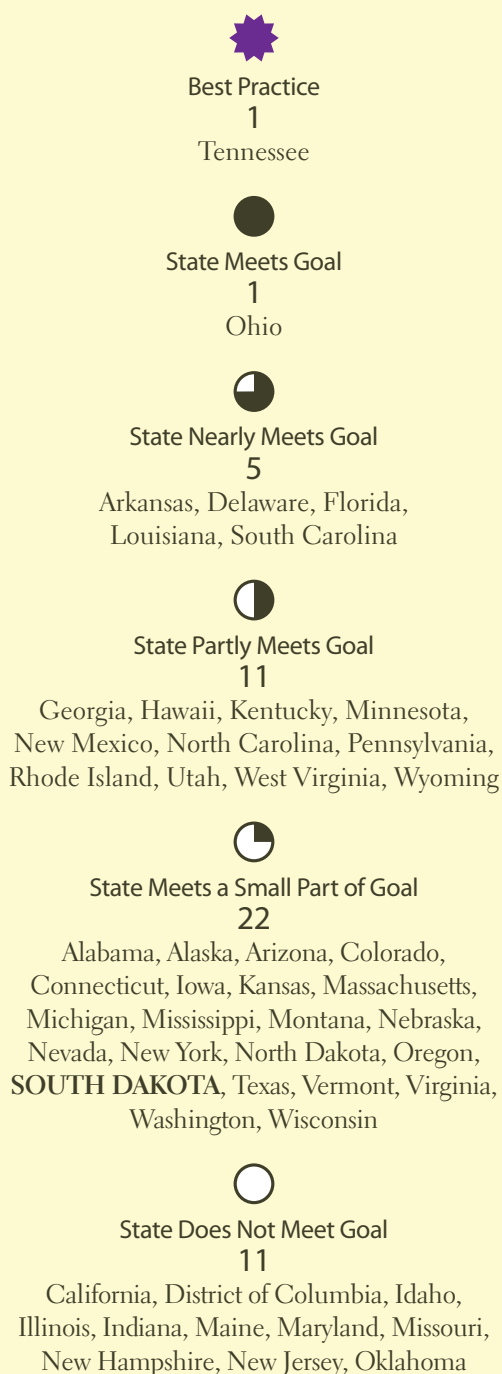 Best Practice
1
Tennessee
State Meets Goal
1
Ohio
State Nearly Meets Goal
5
Arkansas, Delaware, Florida,
Louisiana, South Carolina
State Partly Meets Goal
11
Georgia, Hawaii, Kentucky, Minnesota,
New Mexico, North Carolina, Pennsylvania,
Rhode Island, Utah, West Virginia, Wyoming
State Meets a Small Part of Goal
22
Alabama, Alaska, Arizona, Colorado,
Connecticut, Iowa, Kansas, Massachusetts,
Michigan, Mississippi, Montana, Nebraska,
Nevada, New York, North Dakota, Oregon,
SOUTH DAKOTA, Texas, Vermont, Virginia,
Washington, Wisconsin
State Does Not Meet Goal
11
California, District of Columbia, Idaho,
Illinois, Indiana, Maine, Maryland, Missouri,
New Hampshire, New Jersey, Oklahoma